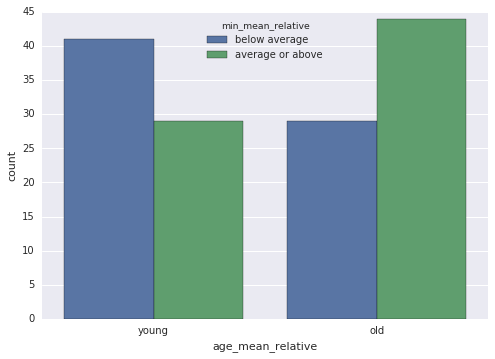 45
40
35
30
25
20
15
10
5
0
count
min_mean_relative
below average
average or above
young
old
age_mean_relative